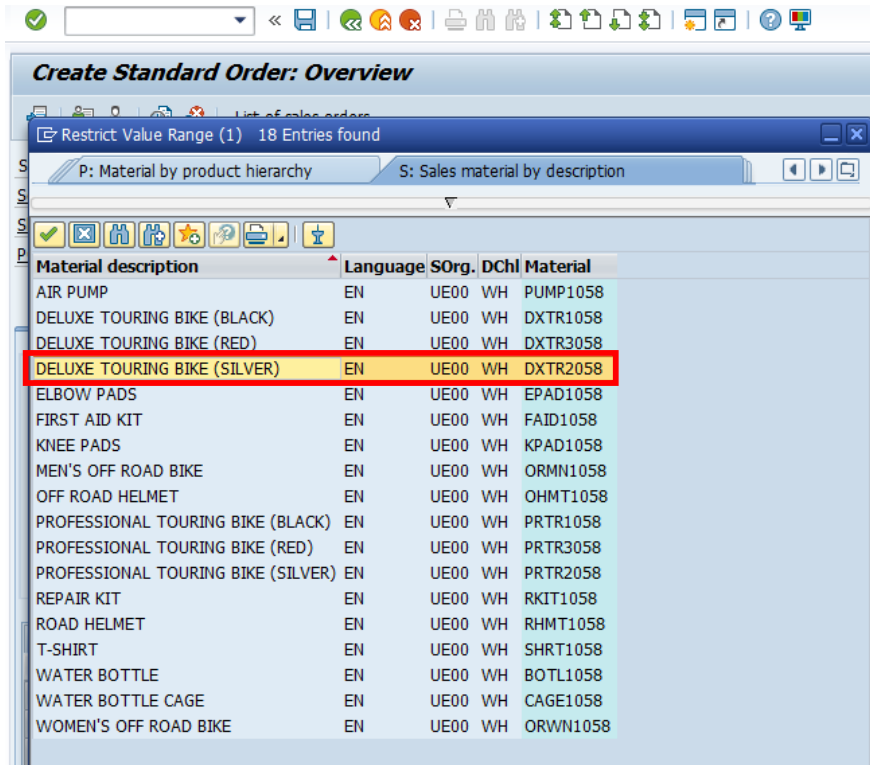 Create Standard Order: Overview
List of sales orders
Restrict Value Range (1) 18 Entries found
P: Material by product hierarchy S: Sales material by description
S
S
S
P
Material description Language SOrg. DChl Material
AIR PUMP EN UE00 WH PUMP1058
DELUXE TOURING BIKE (BLACK) EN UE00 WH DXTR1058
DELUXE TOURING BIKE (RED) EN UE00 WH DXTR3058
DELUXE TOURING BIKE (SILVER) EN UE00 WH DXTR2058
ELBOW PADS EN UE00 WH EPAD1058
FIRST AID KIT EN UE00 WH FAID1058
KNEE PADS EN UE00 WH KPAD1058
MEN'S OFF ROAD BIKE EN UE00 WH ORMN1058
OFF ROAD HELMET EN UE00 WH OHMT1058
PROFESSIONAL TOURING BIKE (BLACK) EN UE00 WH PRTR1058
PROFESSIONAL TOURING BIKE (RED) EN UE00 WH PRTR3058
PROFESSIONAL TOURING BIKE (SILVER) EN UE00 WH PRTR2058
REPAIR KIT EN UE00 WH RKIT1058
ROAD HELMET EN UE00 WH RHMT1058
T-SHIRT EN UE00 WH SHRT1058
WATER BOTTLE EN UE00 WH BOTL1058
WATER BOTTLE CAGE EN UE00 WH CAGE1058
WOMEN'S OFF ROAD BIKE EN UE00 WH ORWN1058